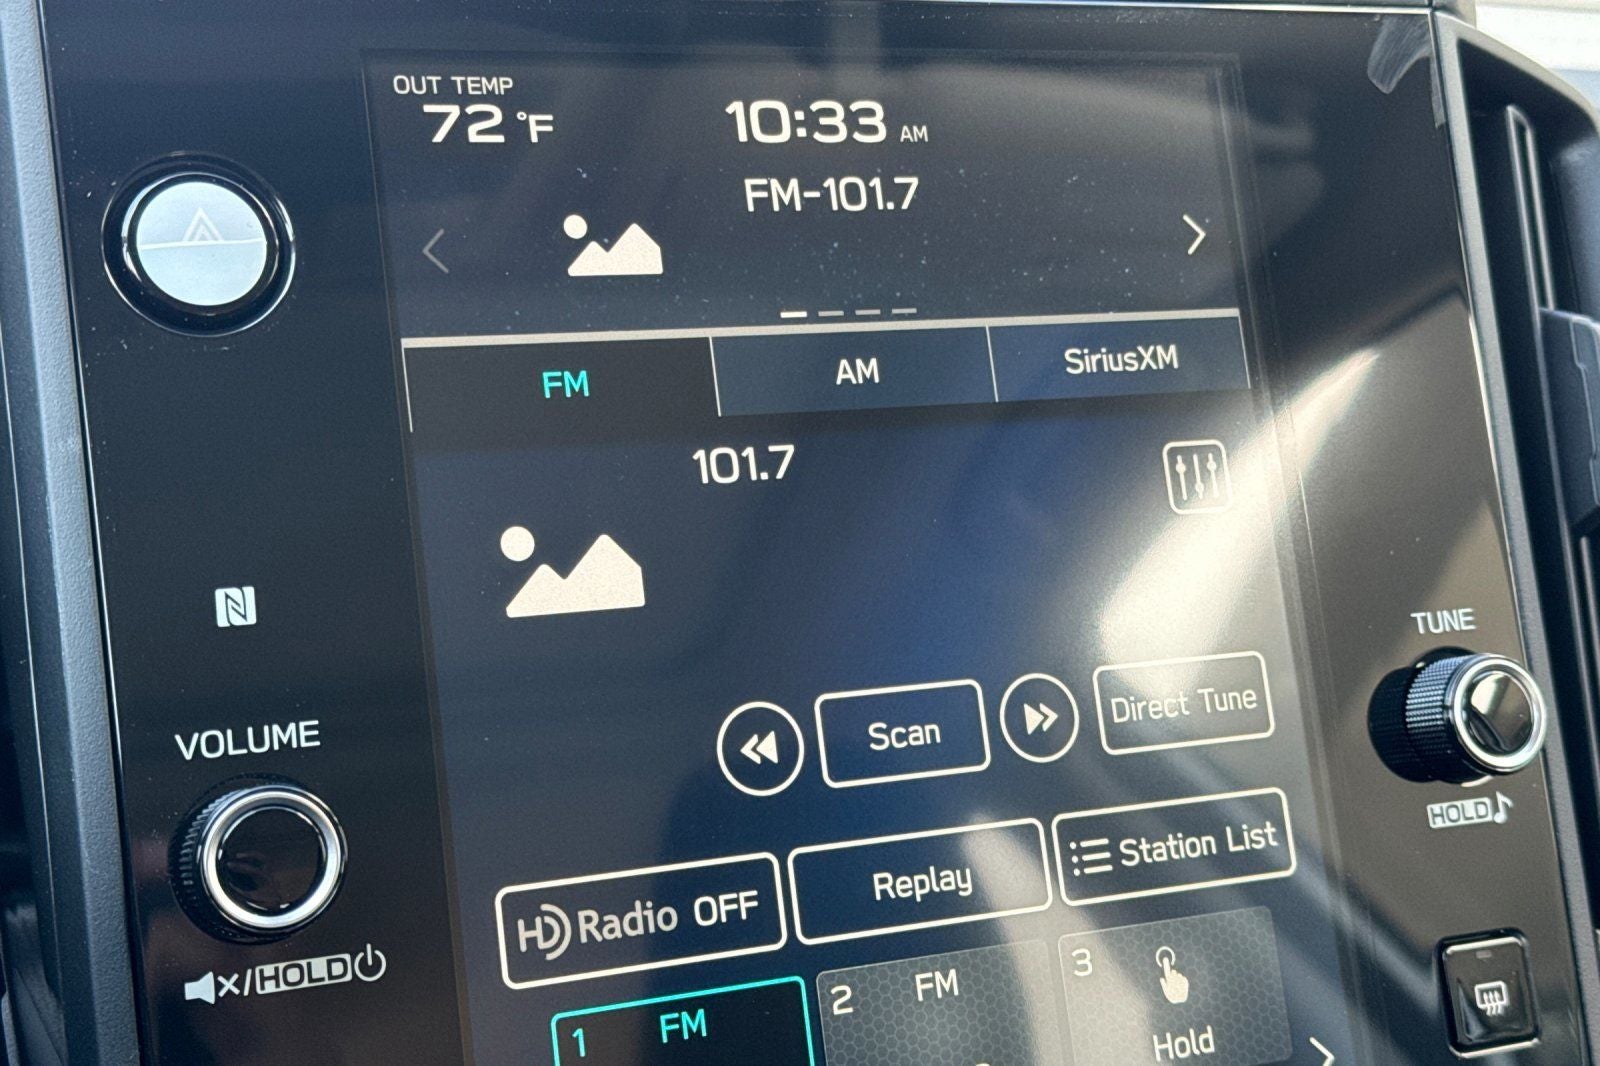 OUT TEMP
72 °F
10:33 AM
FM-101.7
FM
AM
SiriusXM
101.7
Scan
Direct Tune
HD Radio OFF
Replay
Station List
1 FM
2 FM
3
Hold
VOLUME
×/HOLD
TUNE
HOLD